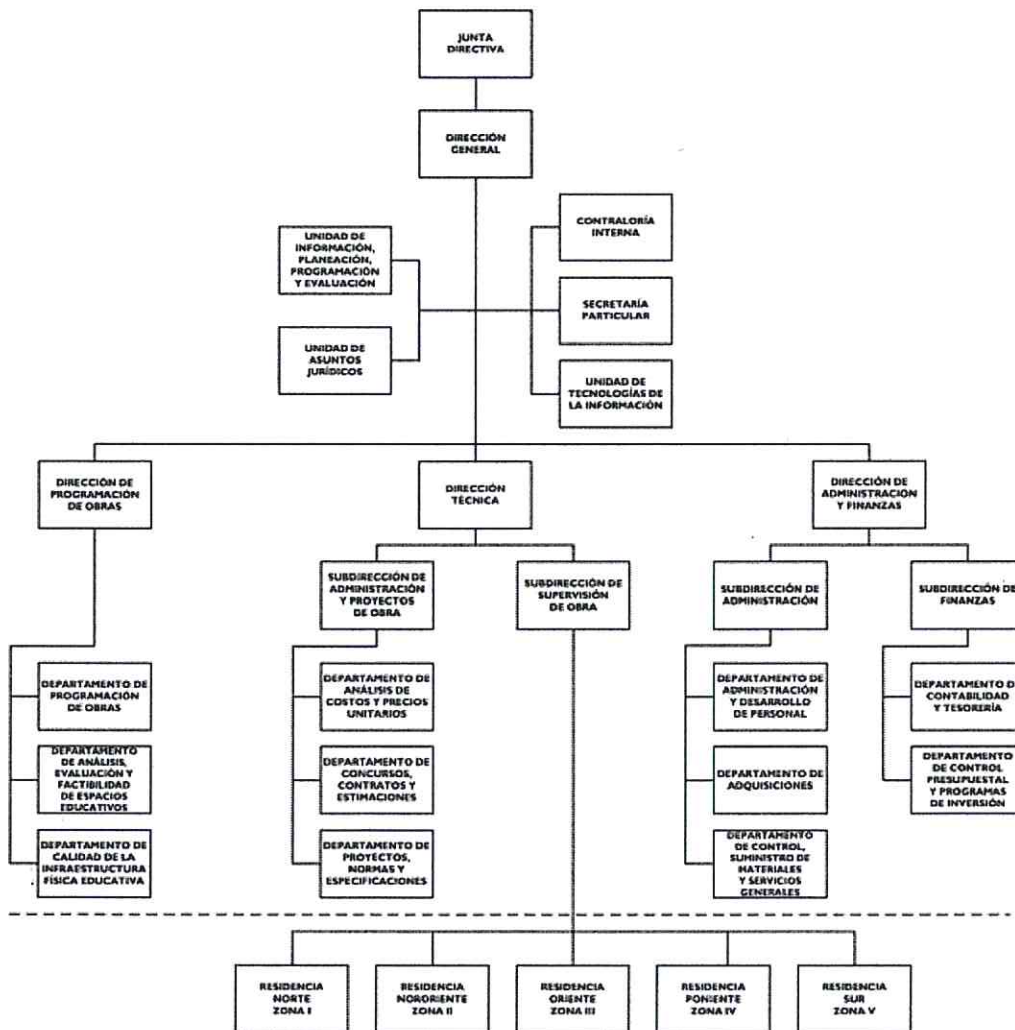 JUNTA
DIRECTIVA
DIRECCIÓN
GENERAL
UNIDAD DE
INFORMACIÓN,
PLANEACIÓN,
PROGRAMACIÓN
Y EVALUACIÓN
CONTRALORÍA
INTERNA
SECRETARÍA
PARTICULAR
UNIDAD DE
ASUNTOS
JURÍDICOS
UNIDAD DE
TECNOLOGÍAS DE
LA INFORMACIÓN
DIRECCIÓN DE
PROGRAMACIÓN
DE OBRAS
DIRECCIÓN
TÉCNICA
DIRECCIÓN DE
ADMINISTRACIÓN
Y FINANZAS
SUBDIRECCIÓN DE
ADMINISTRACIÓN
Y PROYECTOS
DE OBRA
SUBDIRECCIÓN DE
SUPERVISIÓN
DE OBRA
SUBDIRECCIÓN DE
ADMINISTRACIÓN
SUBDIRECCIÓN DE
FINANZAS
DEPARTAMENTO DE
PROGRAMACIÓN
DE OBRAS
DEPARTAMENTO DE
ANÁLISIS DE
COSTOS Y PRECIOS
UNITARIOS
DEPARTAMENTO DE
ADMINISTRACIÓN
Y DESARROLLO
DE PERSONAL
DEPARTAMENTO DE
CONTABILIDAD
Y TESORERÍA
DEPARTAMENTO
DE ANÁLISIS,
EVALUACIÓN Y
FACTIBILIDAD
DE ESPACIOS
EDUCATIVOS
DEPARTAMENTO DE
CONCURSOS,
CONTRATOS Y
ESTIMACIONES
DEPARTAMENTO DE
ADQUISICIONES
DEPARTAMENTO
DE CONTROL
PRESUPUESTAL
Y PROGRAMAS
DE INVERSIÓN
DEPARTAMENTO DE
CALIDAD DE LA
INFRAESTRUCTURA
FÍSICA EDUCATIVA
DEPARTAMENTO DE
PROYECTOS,
NORMAS Y
ESPECIFICACIONES
DEPARTAMENTO
DE CONTROL,
SUMINISTRO DE
MATERIALES
Y SERVICIOS
GENERALES
RESIDENCIA
NORTE
ZONA I
RESIDENCIA
NORORIENTE
ZONA II
RESIDENCIA
ORIENTE
ZONA III
RESIDENCIA
PONIENTE
ZONA IV
RESIDENCIA
SUR
ZONA V